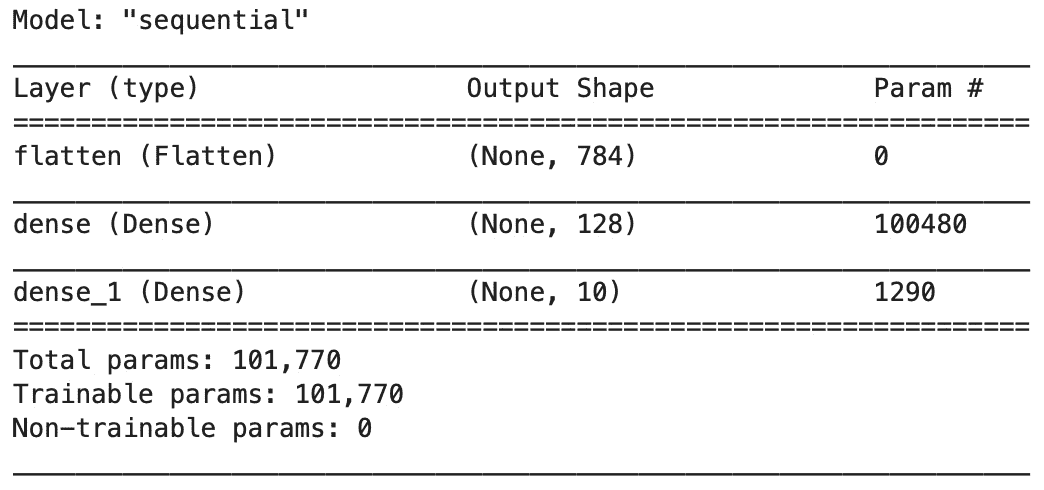 Model: "sequential"
Layer (type) Output Shape Param #
flatten (Flatten) (None, 784) 0
dense (Dense) (None, 128) 100480
dense_1 (Dense) (None, 10) 1290
Total params: 101,770
Trainable params: 101,770
Non-trainable params: 0